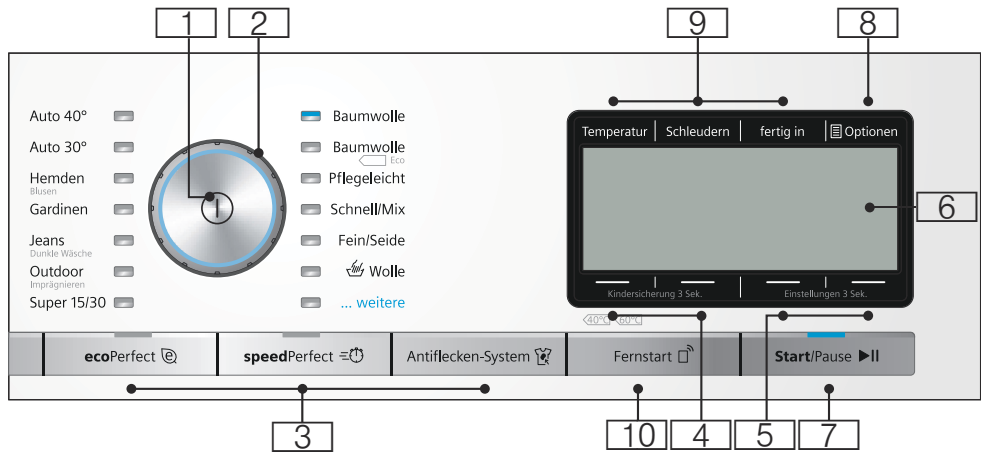 1
2
9
8
Auto 40°
Auto 30°
Hemden
Blusen
Gardinen
Jeans
Dunkle Wäsche
Outdoor
Imprägnieren
Super 15/30
Baumwolle
Baumwolle
Eco
Pflegeleicht
Schnell/Mix
Fein/Seide
Wolle
... weitere
Temperatur
Schleudern
fertig in
Optionen
6
Kindersicherung 3 Sek.
Einstellungen 3 Sek.
40°C 60°C
ecoPerfect
speedPerfect
Antiflecken-System
Fernstart
Start/Pause
3
10
4
5
7